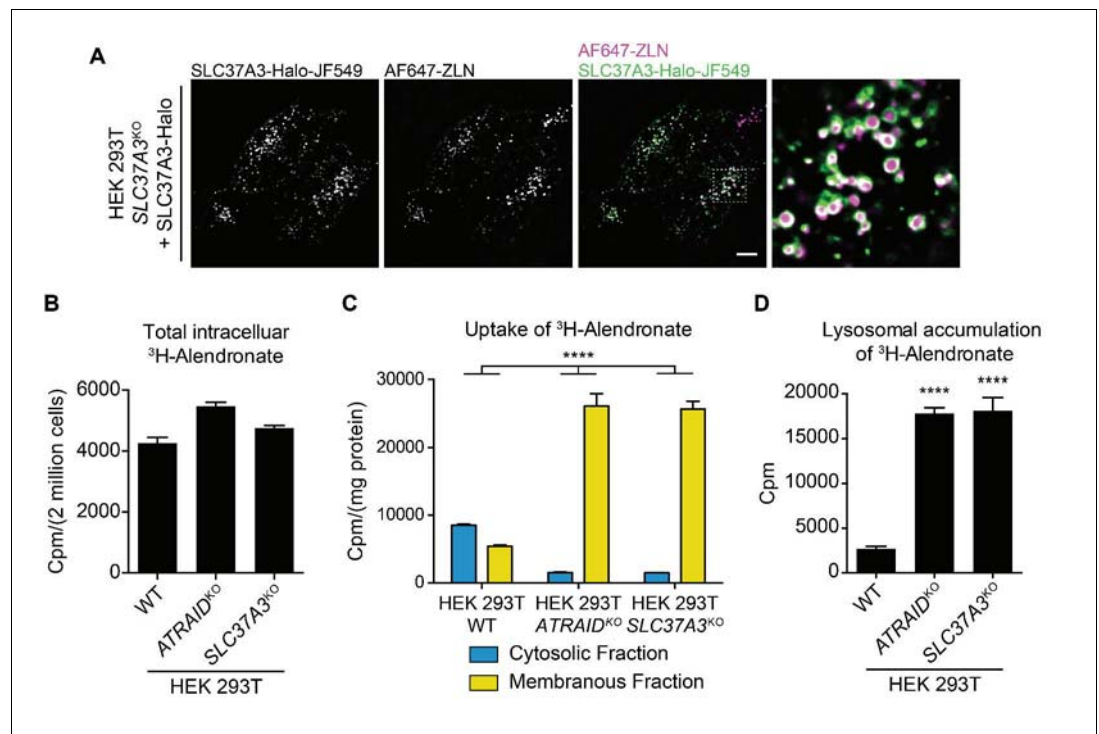 A
SLC37A3-Halo-JF549
AF647-ZLN
AF647-ZLN
SLC37A3-Halo-JF549
HEK 293T
SLC37A3ᴷᴼ
+ SLC37A3-Halo
B
Total intracelluar
³H-Alendronate
Cpm/(2 million cells)
6000
4000
2000
0
WT
ATRAIDᴷᴼ
SLC37A3ᴷᴼ
HEK 293T
C
Uptake of ³H-Alendronate
****
Cpm/(mg protein)
30000
20000
10000
0
HEK 293T
WT
HEK 293T
ATRAIDᴷᴼ
HEK 293T
SLC37A3ᴷᴼ
Cytosolic Fraction
Membranous Fraction
D
Lysosomal accumulation
of ³H-Alendronate
**** ****
Cpm
20000
15000
10000
5000
0
WT
ATRAIDᴷᴼ
SLC37A3ᴷᴼ
HEK 293T